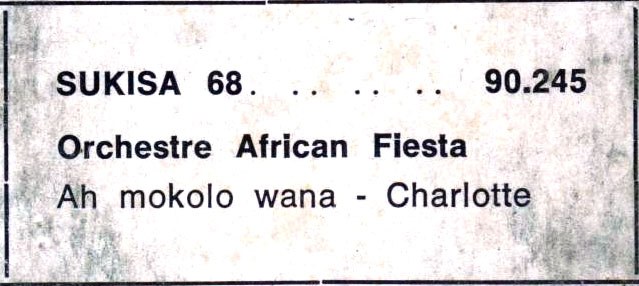 SUKISA 68. . .. .. .. 90.245
Orchestre African Fiesta
Ah mokolo wana - Charlotte